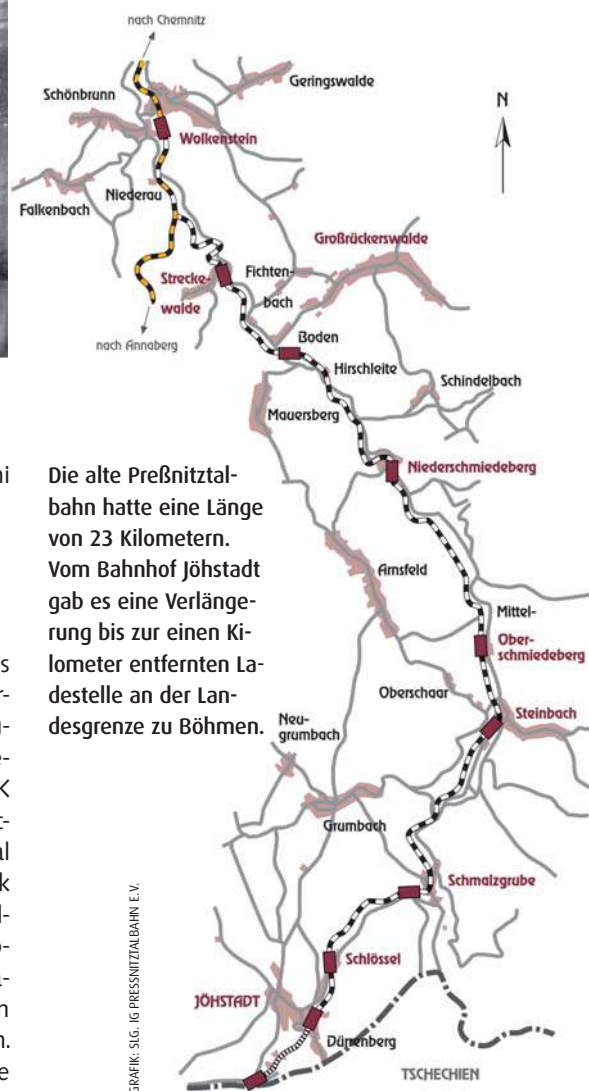 nach Chemnitz
Geringswalde
Schönbrunn
Wolkenstein
N
Niederau
Falkenbach
Großrückerswalde
Strecke-
walde
Fichten-
bach
nach Annaberg
Boden
Hirschleite
Schindelbach
Mauersberg
Niederschmiedeberg
Die alte Preßnitztal-
bahn hatte eine Länge
von 23 Kilometern.
Vom Bahnhof Jöhstadt
gab es eine Verlänge-
rung bis zur einen Ki-
lometer entfernten La-
destelle an der Lan-
desgrenze zu Böhmen.
Arnsfeld
Mittel-
Ober-
schmiedeberg
Oberschaar
Steinbach
Neu-
grumbach
Grumbach
Schmalzgrube
Schlössel
JÖHSTADT
Dürrenberg
TSCHECHIEN
GRAFIK: SLG. IG PRESSNITZTALBAHN E.V.